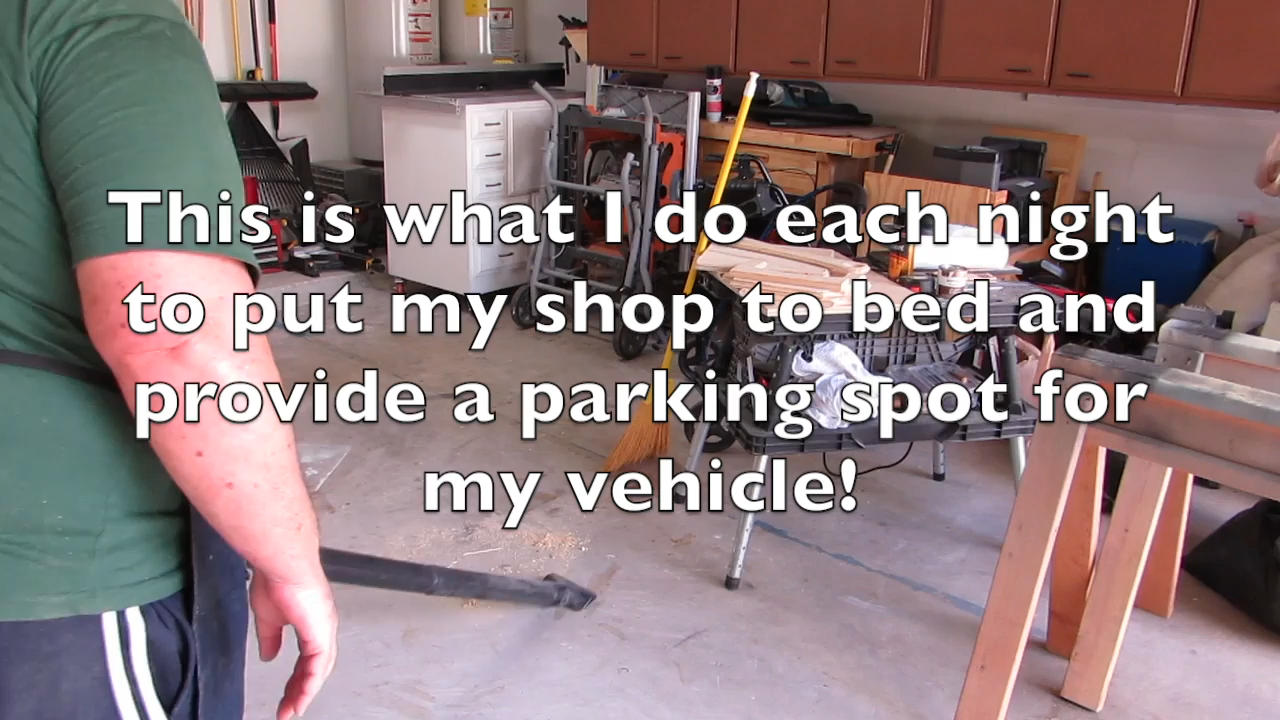 This is what I do each night
to put my shop to bed and
provide a parking spot for
my vehicle!